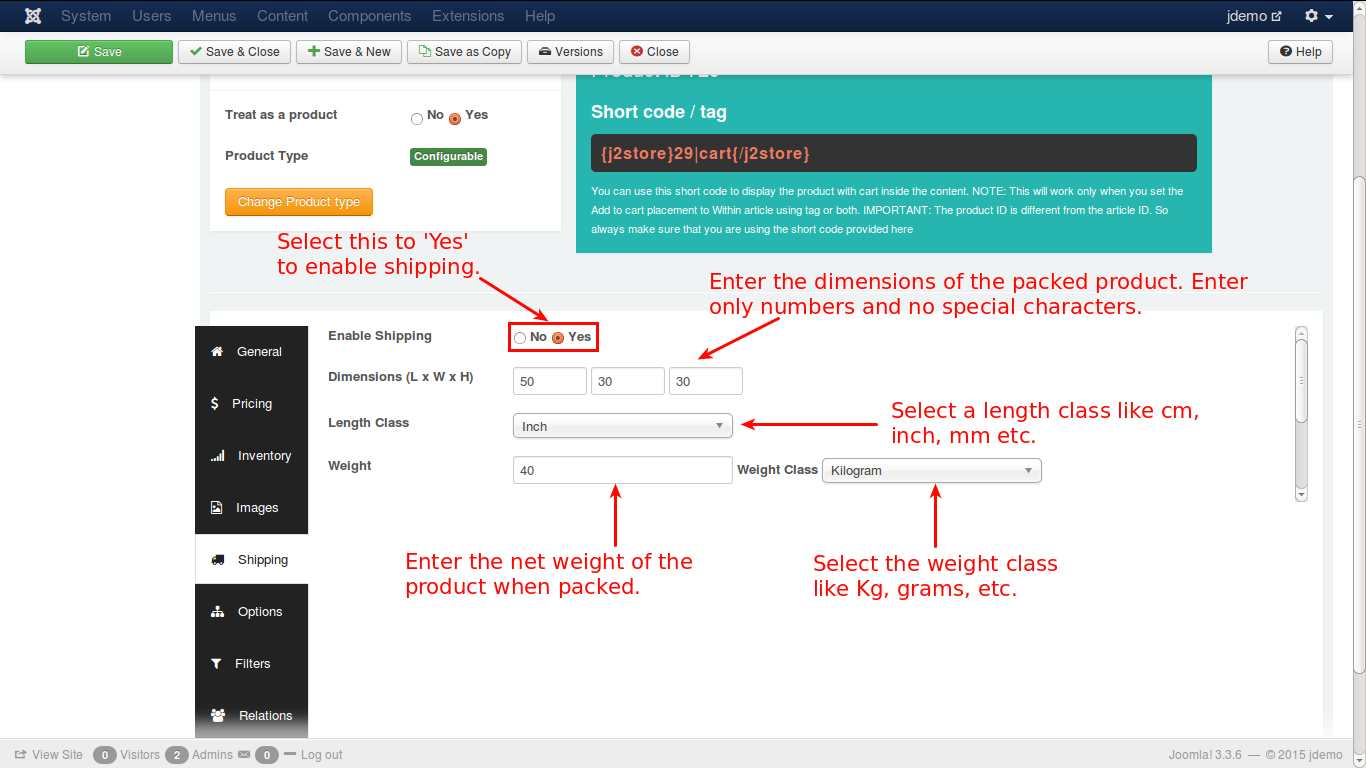 System Users Menus Content Components Extensions Help jdemo
Save Save & Close Save & New Save as Copy Versions Close Help
Short code / tag
{j2store}29|cart{/j2store}
You can use this short code to display the product with cart inside the content. NOTE: This will work only when you set the
Add to cart placement to Within article using tag or both. IMPORTANT: The product ID is different from the article ID. So
always make sure that you are using the short code provided here
Treat as a product No Yes
Product Type Configurable
Change Product type
Select this to 'Yes'
to enable shipping.
Enter the dimensions of the packed product. Enter
only numbers and no special characters.
General
Pricing
Inventory
Images
Shipping
Options
Filters
Relations
Enable Shipping No Yes
Dimensions (L x W x H) 50 30 30
Length Class Inch
Select a length class like cm,
inch, mm etc.
Weight 40 Weight Class Kilogram
Enter the net weight of the
product when packed.
Select the weight class
like Kg, grams, etc.
View Site 0 Visitors 2 Admins 0 Log out Joomla! 3.3.6 — © 2015 jdemo